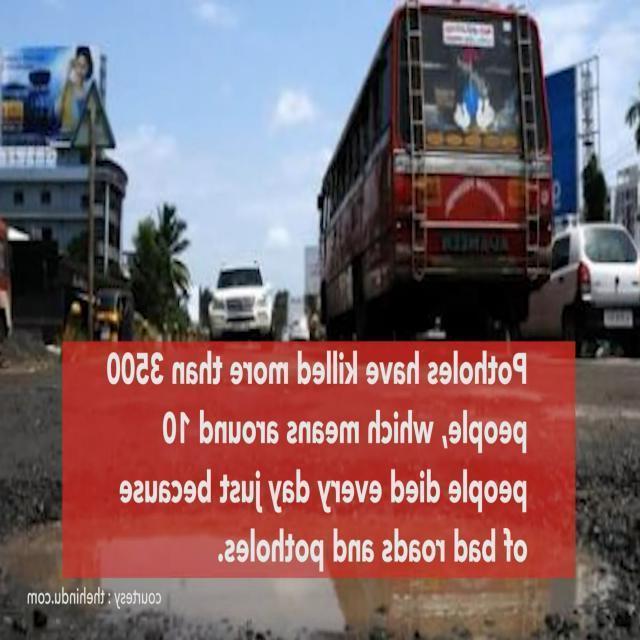 Potholes have killed more than 3500
people, which means around 10
people died every day just because
of bad roads and potholes.
courtesy : thehindu.com